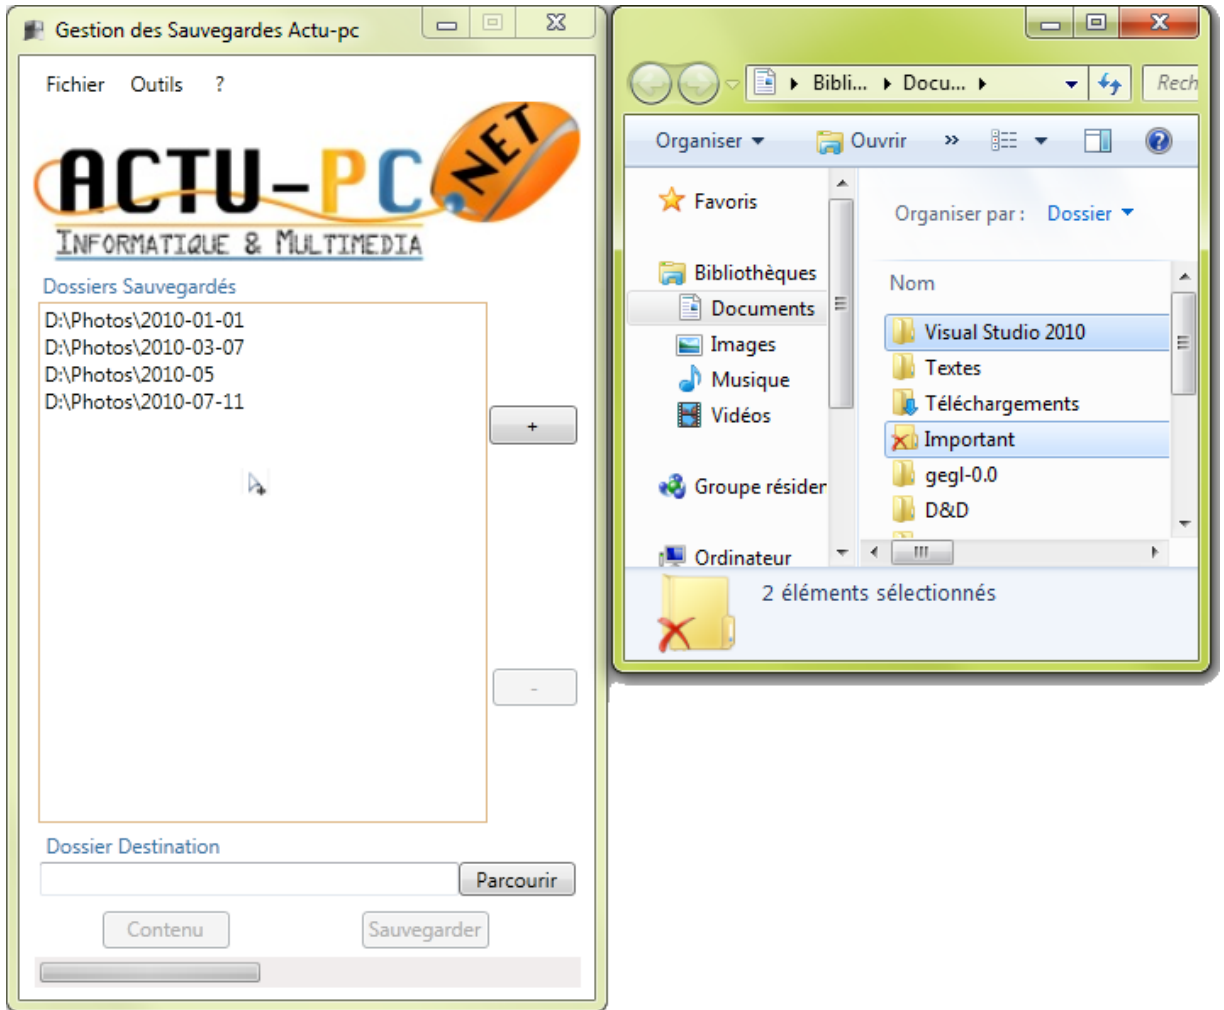 Gestion des Sauvegardes Actu-pc
Fichier Outils ?
ACTU-PC.NET
INFORMATIQUE & MULTIMEDIA
Dossiers Sauvegardés
D:\Photos\2010-01-01
D:\Photos\2010-03-07
D:\Photos\2010-05
D:\Photos\2010-07-11
+
-
Dossier Destination
Parcourir
Contenu Sauvegarder
Bibli... Docu... Rech
Organiser Ouvrir »
Favoris
Bibliothèques
Documents
Images
Musique
Vidéos
Groupe résiden
Ordinateur
Organiser par : Dossier
Nom
Visual Studio 2010
Textes
Téléchargements
Important
gegl-0.0
D&D
2 éléments sélectionnés